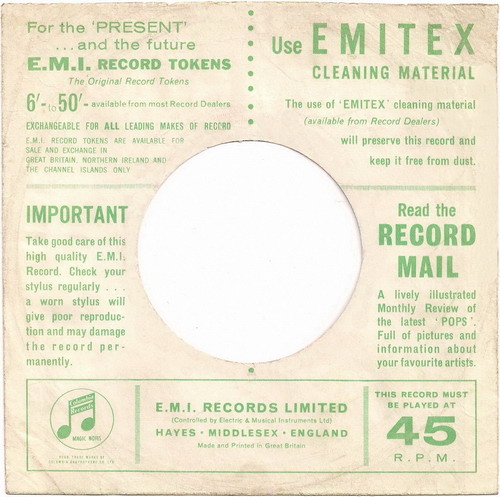 For the 'PRESENT'
...and the future
E.M.I. RECORD TOKENS
The Original Record Tokens
6/- to 50/- available from most Record Dealers
EXCHANGEABLE FOR ALL LEADING MAKES OF RECORD
E.M.I. RECORD TOKENS ARE AVAILABLE FOR
SALE AND EXCHANGE IN
GREAT BRITAIN, NORTHERN IRELAND AND
THE CHANNEL ISLANDS ONLY
Use EMITEX
CLEANING MATERIAL
The use of 'EMITEX' cleaning material
(available from Record Dealers)
will preserve this record and
keep it free from dust.
IMPORTANT
Take good care of this
high quality E.M.I.
Record. Check your
stylus regularly . . .
a worn stylus will
give poor reproduc-
tion and may damage
the record per-
manently.
Read the
RECORD
MAIL
A lively illustrated
Monthly Review of
the latest 'POPS'.
Full of pictures and
information about
your favourite artists.
Columbia
Records
MAGIC NOTES
E.M.I. RECORDS LIMITED
(Controlled by Electric & Musical Industries Ltd)
HAYES • MIDDLESEX • ENGLAND
Made and Printed in Great Britain
THIS RECORD MUST
BE PLAYED AT
45
R.P.M.